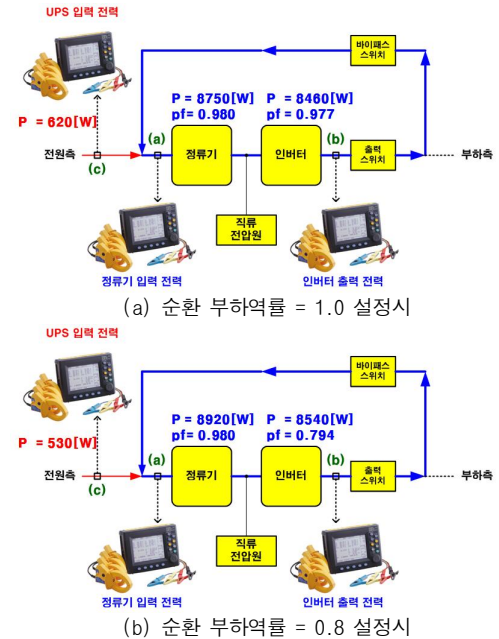 UPS 입력 전력
바이패스
스위치
P = 8750[W]
pf = 0.980
P = 8460[W]
pf = 0.977
P = 620[W]
(a)
(b)
전원측
(c)
정류기
인버터
출력
스위치
부하측
직류
전압원
정류기 입력 전력
인버터 출력 전력
(a) 순환 부하역률 = 1.0 설정시
UPS 입력 전력
바이패스
스위치
P = 8920[W]
pf = 0.980
P = 8540[W]
pf = 0.794
P = 530[W]
(a)
(b)
전원측
(c)
정류기
인버터
출력
스위치
부하측
직류
전압원
정류기 입력 전력
인버터 출력 전력
(b) 순환 부하역률 = 0.8 설정시